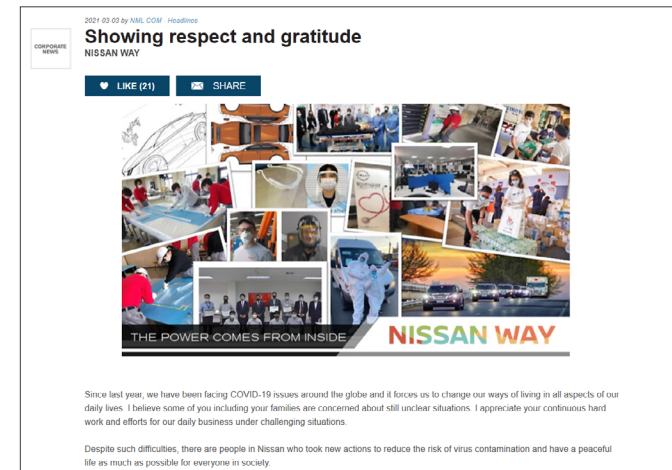 2021-03-03 by NML COM · Headlines
CORPORATE
NEWS
Showing respect and gratitude
NISSAN WAY
LIKE (21)
SHARE
THE POWER COMES FROM INSIDE
NISSAN WAY
Since last year, we have been facing COVID-19 issues around the globe and it forces us to change our ways of living in all aspects of our
daily lives. I believe some of you including your families are concerned about still unclear situations. I appreciate your continuous hard
work and efforts for our daily business under challenging situations.
Despite such difficulties, there are people in Nissan who took new actions to reduce the risk of virus contamination and have a peaceful
life as much as possible for everyone in society.